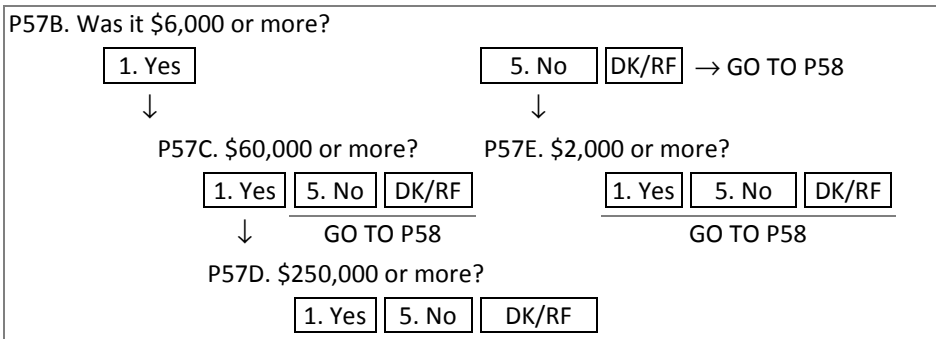 P57B. Was it $6,000 or more?
1. Yes 5. No DK/RF → GO TO P58
↓ ↓
P57C. $60,000 or more? P57E. $2,000 or more?
1. Yes 5. No DK/RF 1. Yes 5. No DK/RF
↓ GO TO P58 GO TO P58
P57D. $250,000 or more?
1. Yes 5. No DK/RF